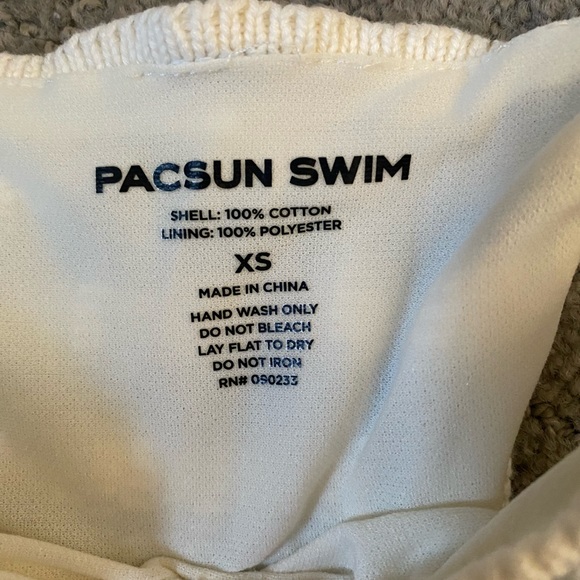 PACSUN SWIM
SHELL: 100% COTTON
LINING: 100% POLYESTER
XS
MADE IN CHINA
HAND WASH ONLY
DO NOT BLEACH
LAY FLAT TO DRY
DO NOT IRON
RN# 090233